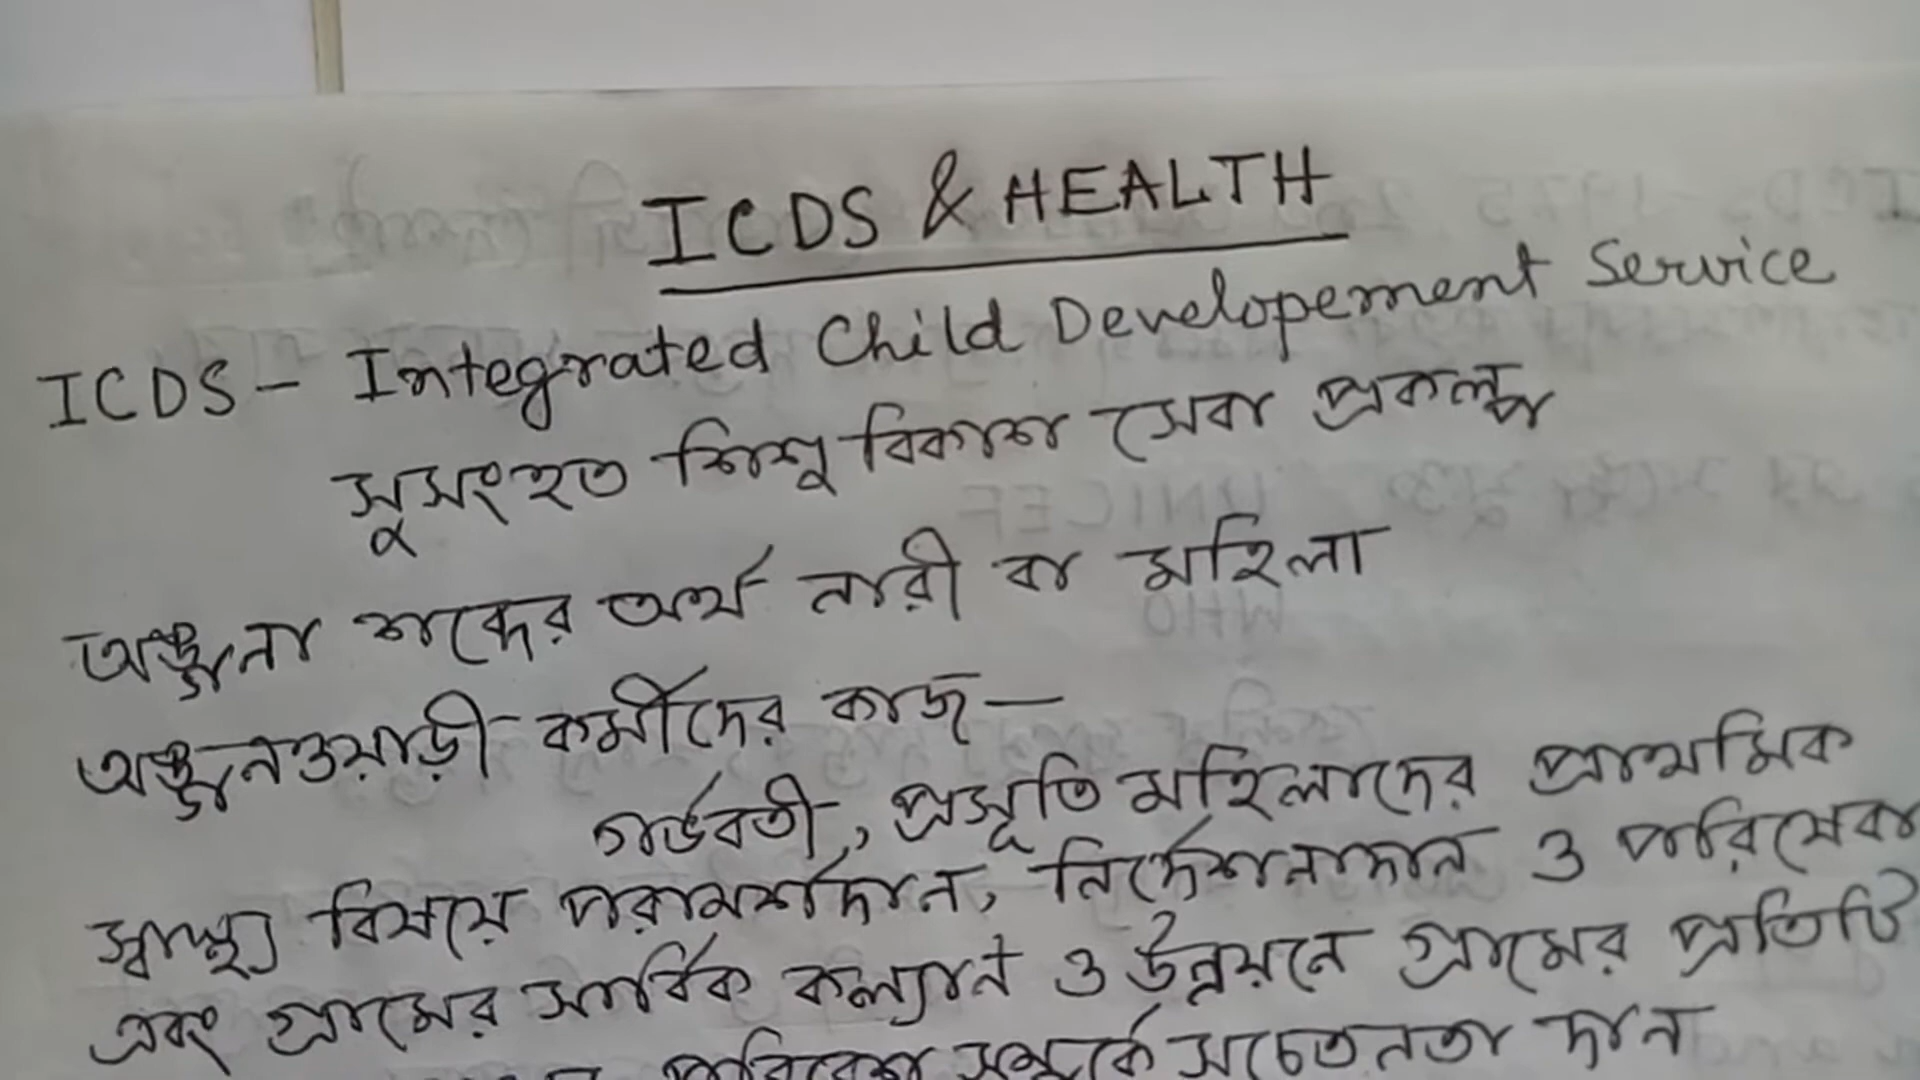 ICDS & HEALTH
ICDS - Integrated Child Developement Service
সুসংহত শিশু বিকাশ সেবা প্রকল্প
অঙ্গনা শব্দের অর্থ নারী বা মহিলা
অঙ্গনওয়াড়ী কর্মীদের কাজ —
গর্ভবতী, প্রসূতি মহিলাদের প্রাথমিক
স্বাস্থ্য বিষয়ে পরামর্শদান, নির্দেশনাদান ও পরিসেবা
এবং গ্রামের সার্বিক কল্যান ও উন্নয়নে গ্রামের প্রতিটি
পরিবেশ সম্পর্কে সচেতনতা দান